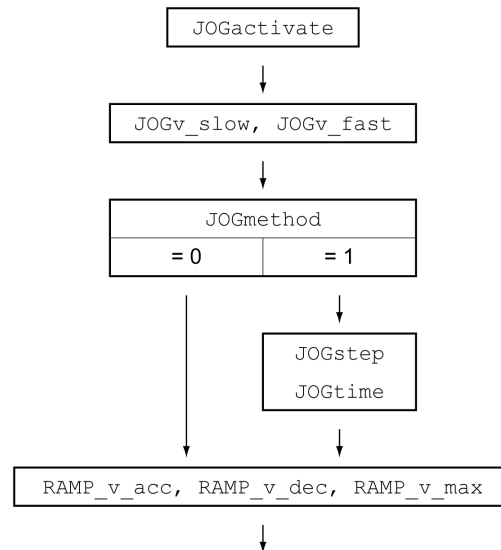 JOGactivate
JOGv_slow, JOGv_fast
JOGmethod
= 0 = 1
JOGstep
JOGtime
RAMP_v_acc, RAMP_v_dec, RAMP_v_max